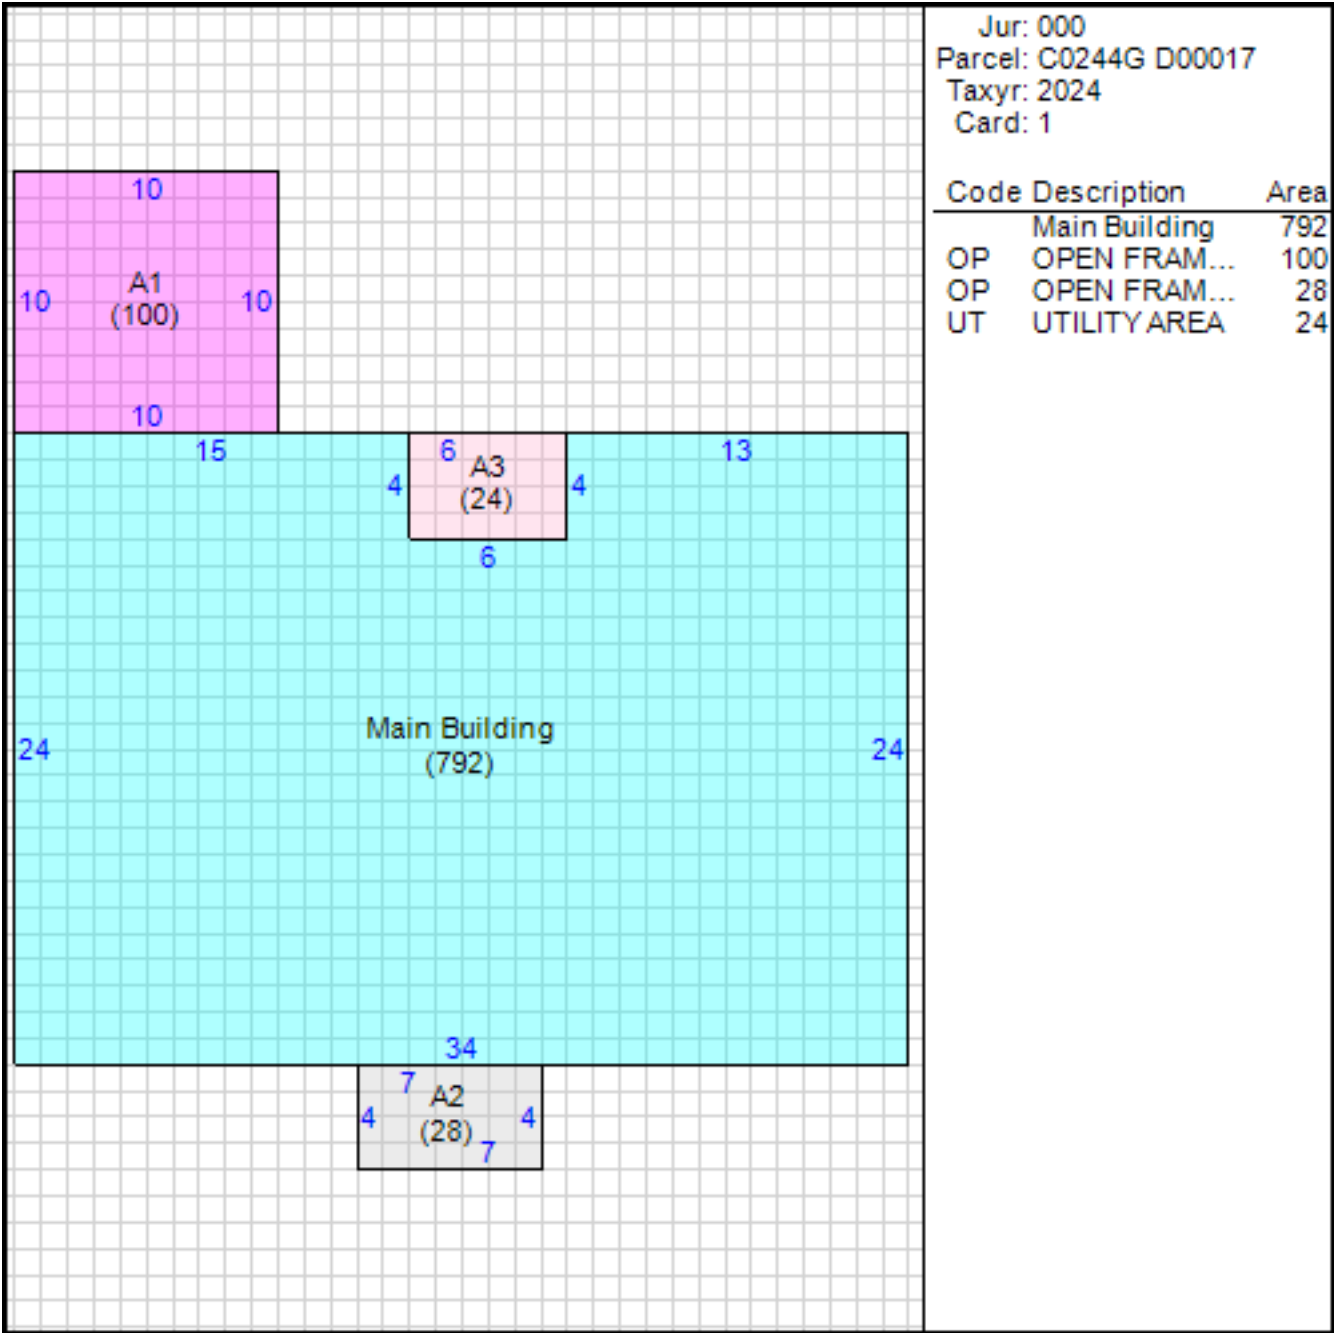 Jur: 000
Parcel: C0244G D00017
Taxyr: 2024
Card: 1
Code Description Area
Main Building 792
OP OPEN FRAM... 100
OP OPEN FRAM... 28
UT UTILITY AREA 24
10
A1
10 10
(100)
10
15 6 13
A3
4 4
(24)
6
Main Building
24 24
(792)
34
7
A2
4 4
(28)
7